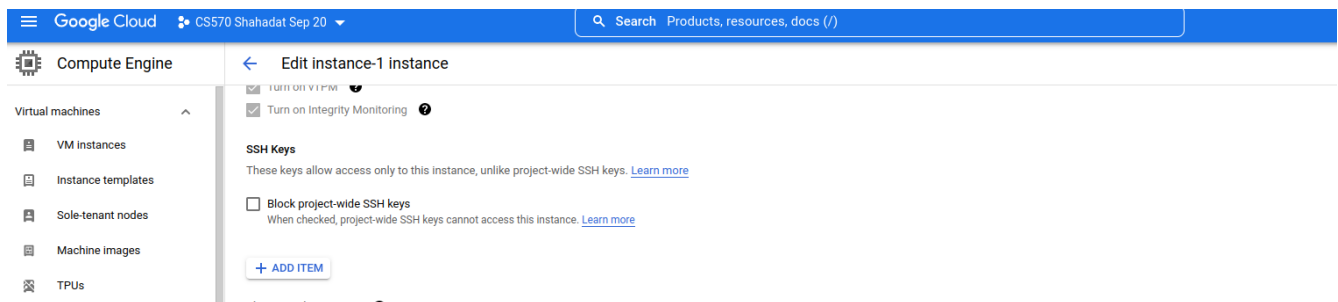 Google Cloud CS570 Shahadat Sep 20 Search Products, resources, docs (/)
Compute Engine
Edit instance-1 instance
Virtual machines
VM instances
Instance templates
Sole-tenant nodes
Machine images
TPUs
Turn on vTPM
Turn on Integrity Monitoring
SSH Keys
These keys allow access only to this instance, unlike project-wide SSH keys. Learn more
Block project-wide SSH keys
When checked, project-wide SSH keys cannot access this instance. Learn more
+ ADD ITEM